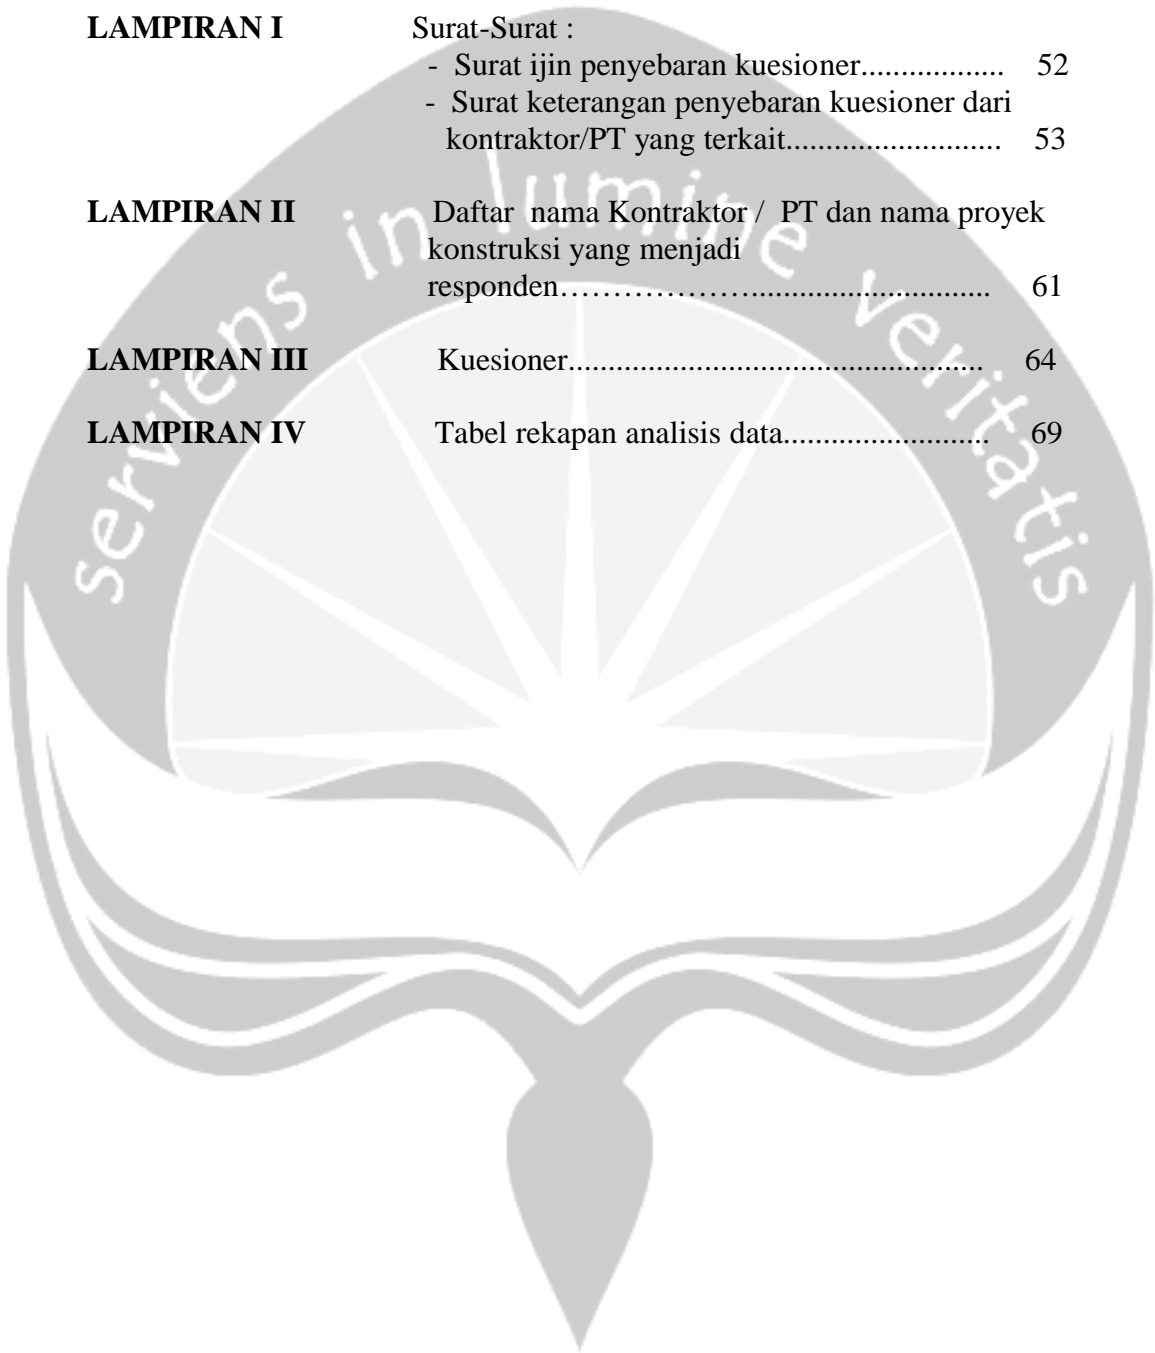 LAMPIRAN I Surat-Surat :
- Surat ijin penyebaran kuesioner.................. 52
- Surat keterangan penyebaran kuesioner dari
kontraktor/PT yang terkait........................... 53
LAMPIRAN II Daftar nama Kontraktor / PT dan nama proyek
konstruksi yang menjadi
responden………………….............................. 61
LAMPIRAN III Kuesioner.................................................... 64
LAMPIRAN IV Tabel rekapan analisis data.......................... 69
serviens in lumine veritatis